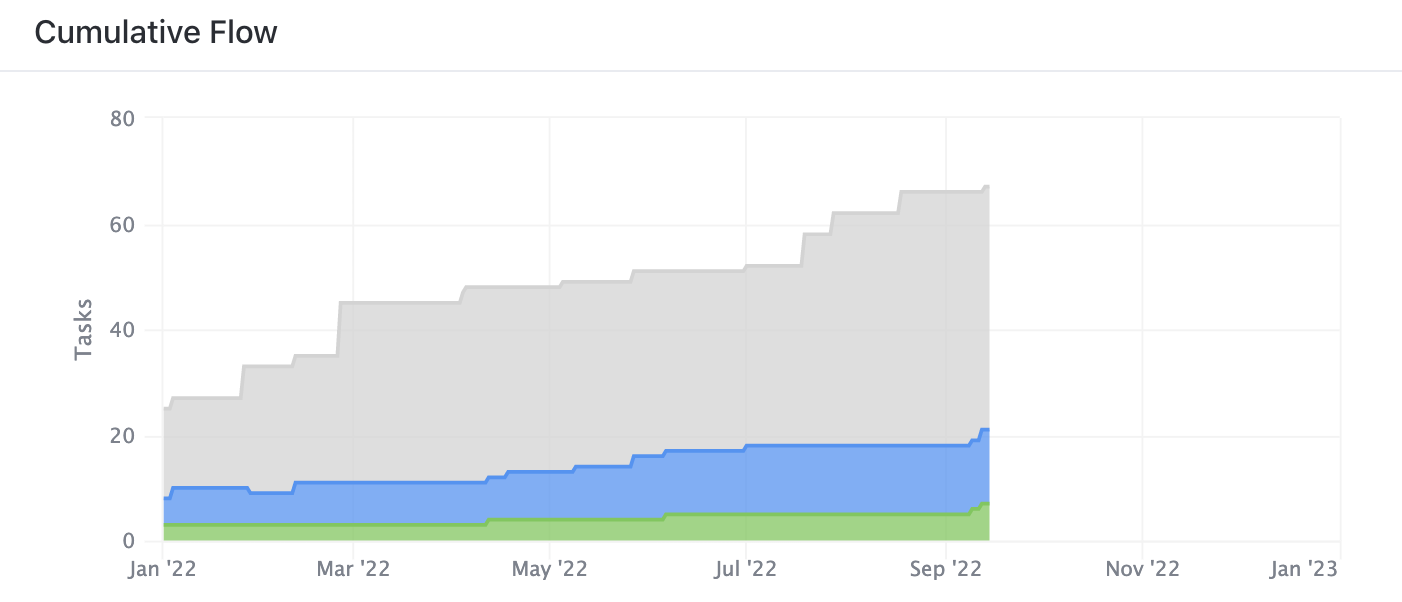 Cumulative Flow
80
60
40
20
0
Tasks
Jan '22
Mar '22
May '22
Jul '22
Sep '22
Nov '22
Jan '23